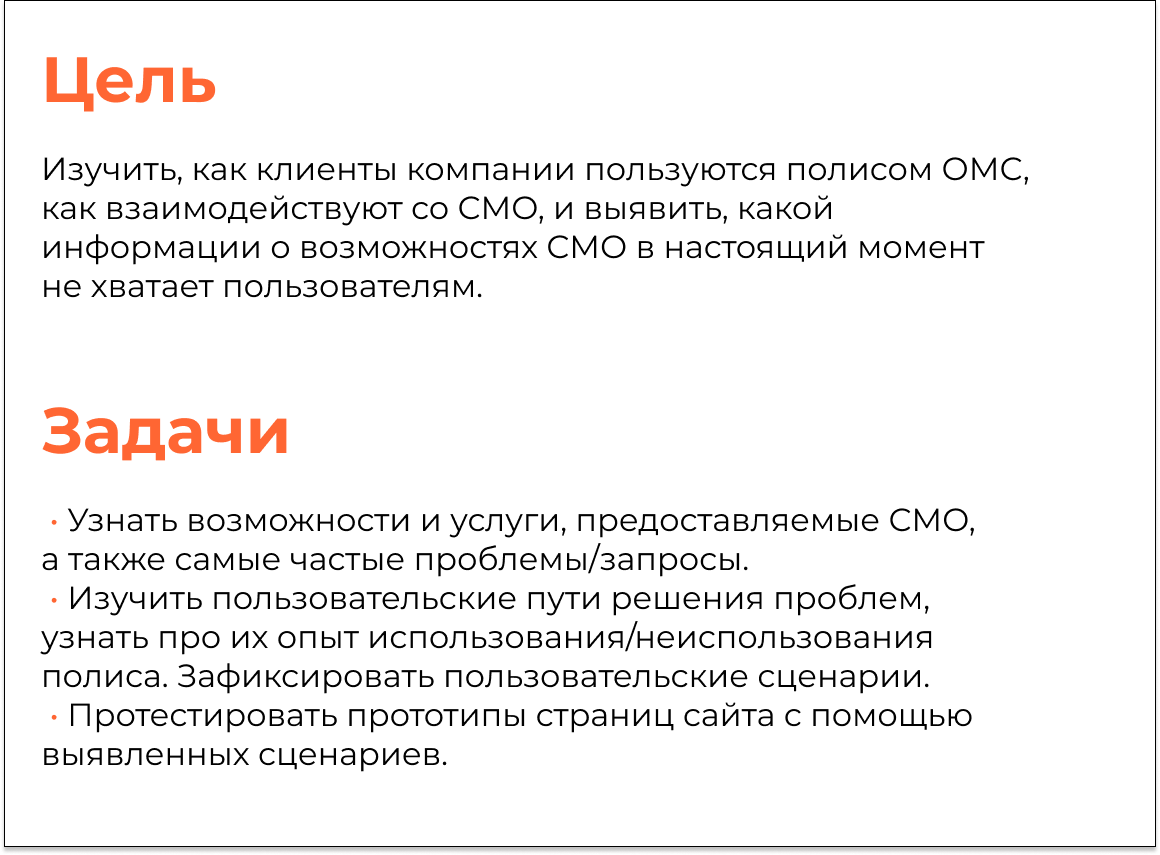 Цель
Изучить, как клиенты компании пользуются полисом ОМС,
как взаимодействуют со СМО, и выявить, какой
информации о возможностях СМО в настоящий момент
не хватает пользователям.
Задачи
• Узнать возможности и услуги, предоставляемые СМО,
а также самые частые проблемы/запросы.
• Изучить пользовательские пути решения проблем,
узнать про их опыт использования/неиспользования
полиса. Зафиксировать пользовательские сценарии.
• Протестировать прототипы страниц сайта с помощью
выявленных сценариев.